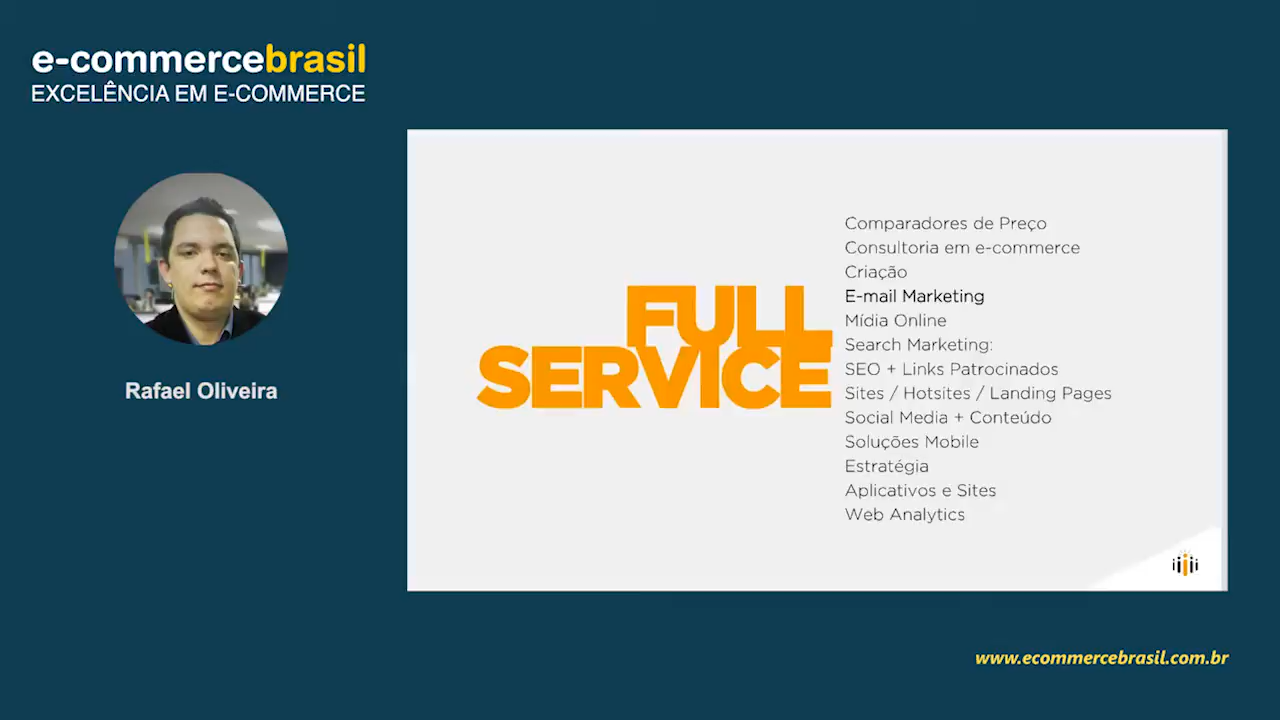 e-commercebrasil
EXCELÊNCIA EM E-COMMERCE
Rafael Oliveira
FULL
SERVICE
Comparadores de Preço
Consultoria em e-commerce
Criação
E-mail Marketing
Mídia Online
Search Marketing:
SEO + Links Patrocinados
Sites / Hotsites / Landing Pages
Social Media + Conteúdo
Soluções Mobile
Estratégia
Aplicativos e Sites
Web Analytics
www.ecommercebrasil.com.br